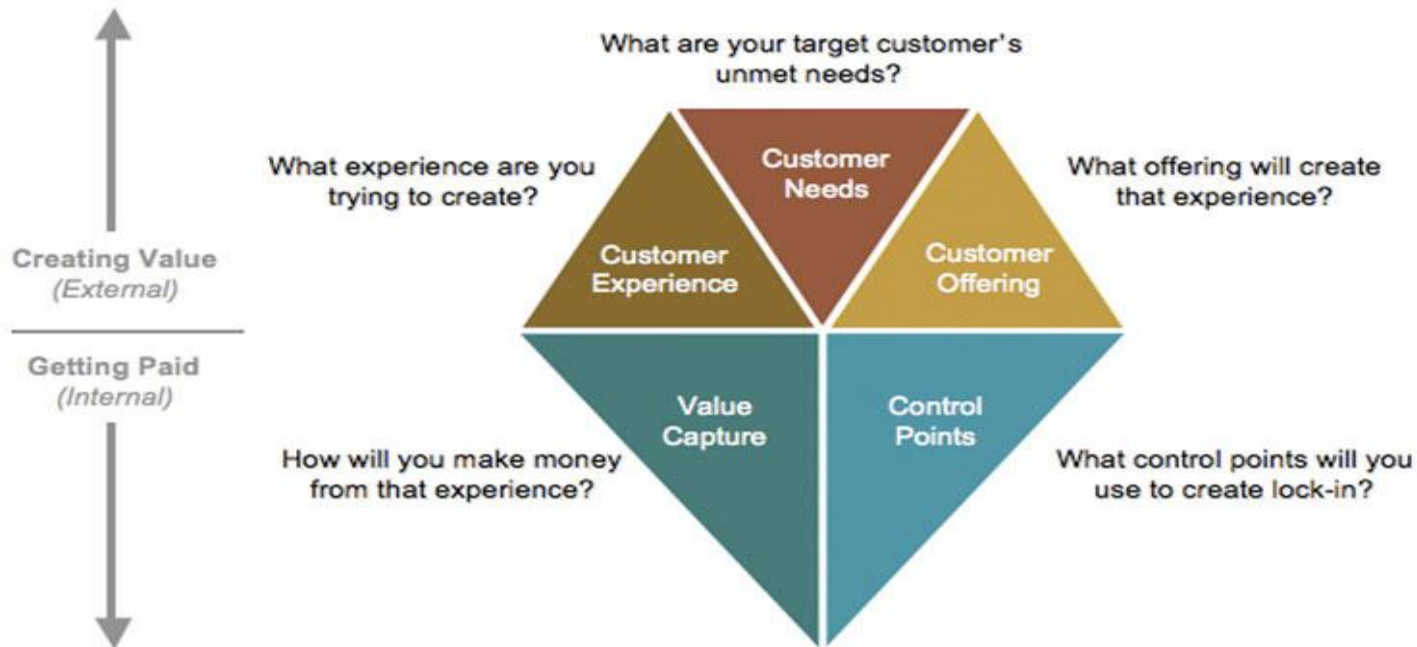 What are your target customer's
unmet needs?
What experience are you
trying to create?
Customer
Needs
What offering will create
that experience?
Customer
Experience
Customer
Offering
Creating Value
(External)
Getting Paid
(Internal)
Value
Capture
Control
Points
How will you make money
from that experience?
What control points will you
use to create lock-in?